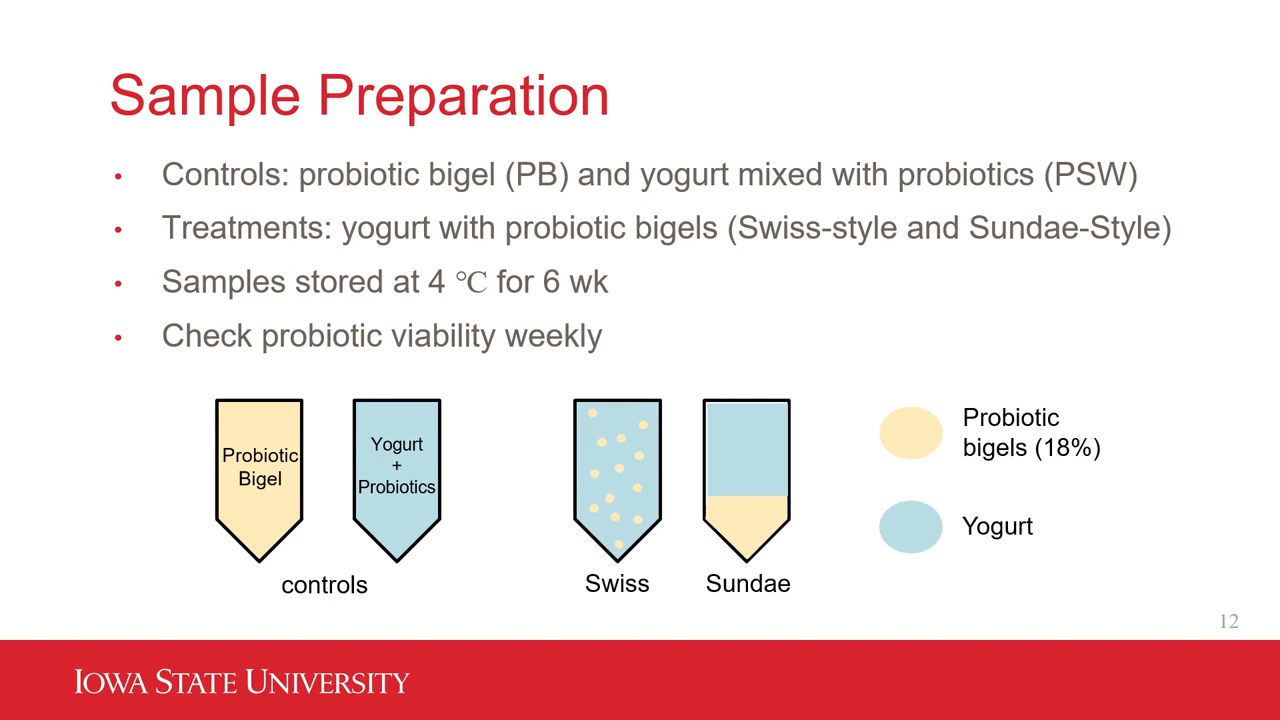 Sample Preparation
• Controls: probiotic bigel (PB) and yogurt mixed with probiotics (PSW)
• Treatments: yogurt with probiotic bigels (Swiss-style and Sundae-Style)
• Samples stored at 4 ℃ for 6 wk
• Check probiotic viability weekly
Probiotic
Bigel
Yogurt
+
Probiotics
controls
Swiss
Sundae
Probiotic
bigels (18%)
Yogurt
12
IOWA STATE UNIVERSITY